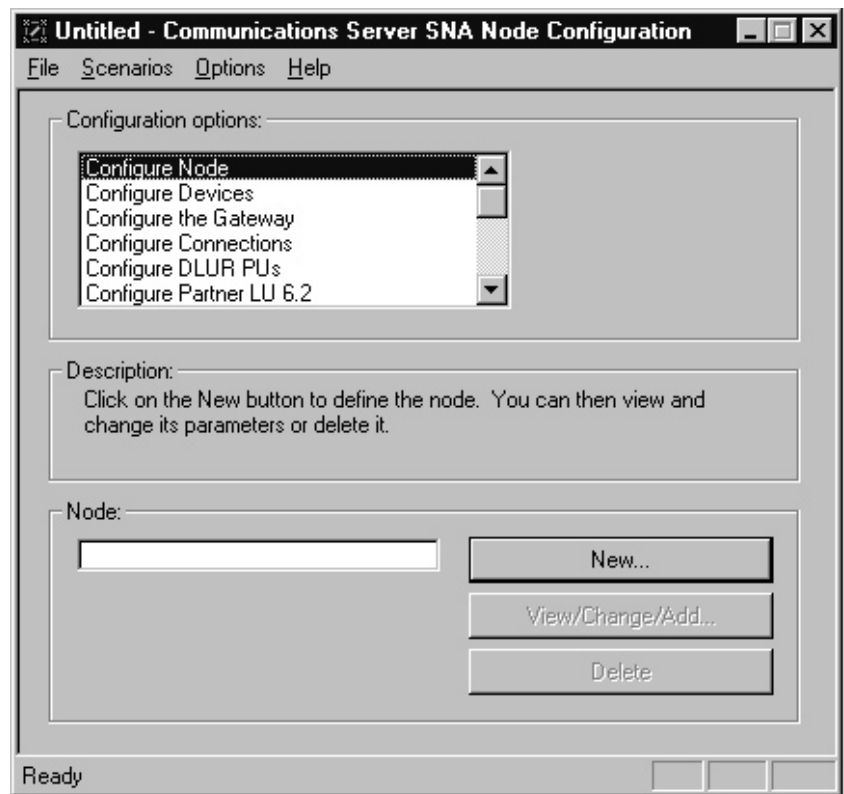 Untitled - Communications Server SNA Node Configuration
File Scenarios Options Help
Configuration options:
Configure Node
Configure Devices
Configure the Gateway
Configure Connections
Configure DLUR PUs
Configure Partner LU 6.2
Description:
Click on the New button to define the node. You can then view and
change its parameters or delete it.
Node:
New...
View/Change/Add...
Delete
Ready